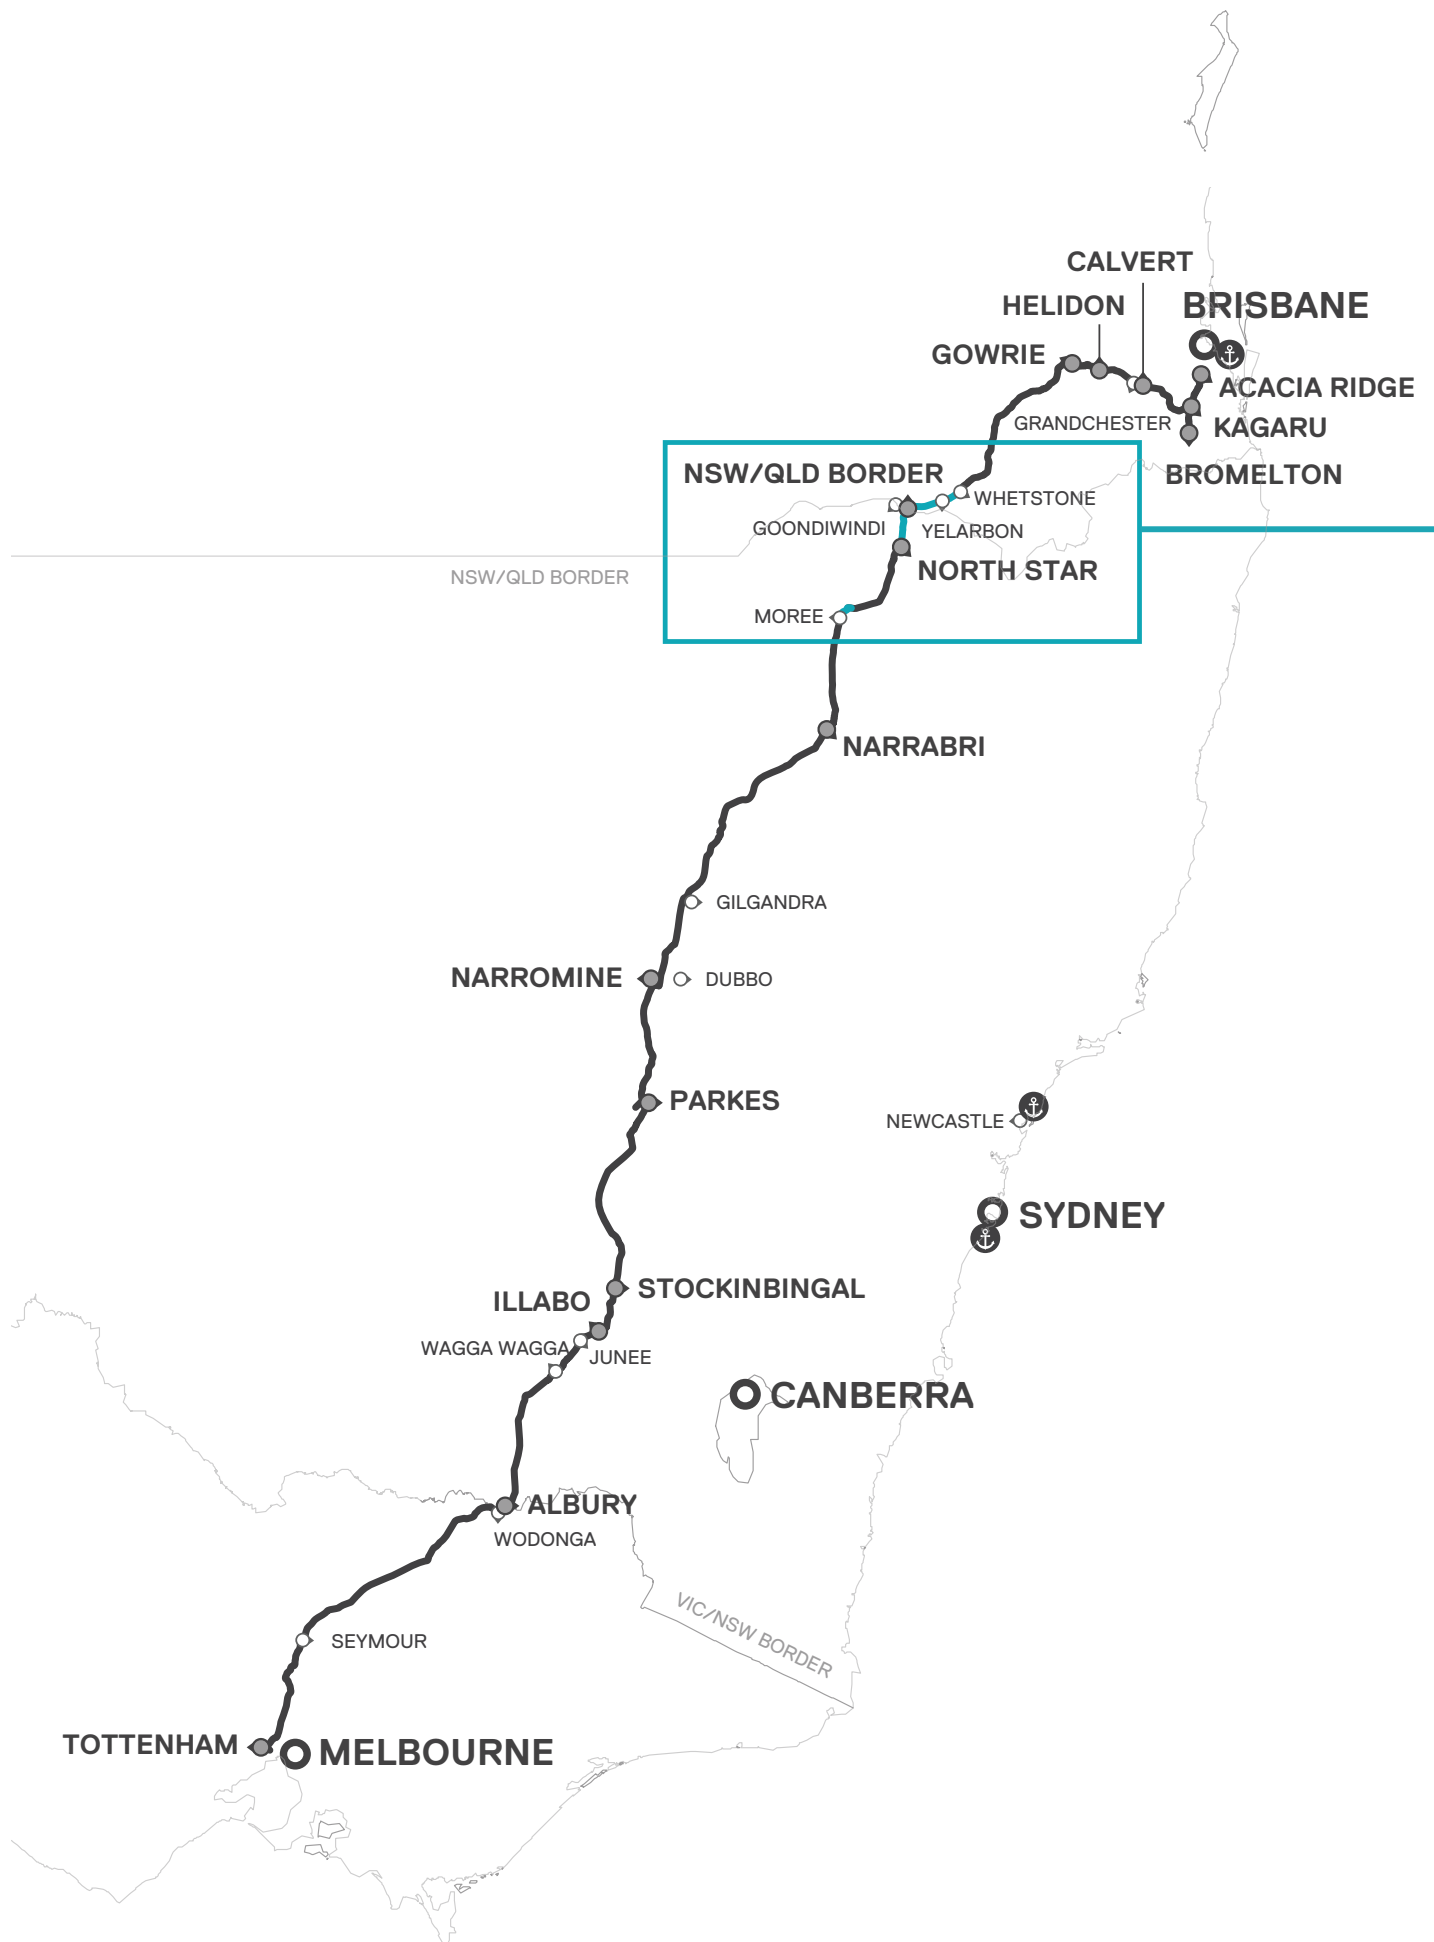 CALVERT
HELIDON
BRISBANE
GOWRIE
ACACIA RIDGE
GRANDCHESTER
KAGARU
NSW/QLD BORDER
BROMELTON
WHETSTONE
GOONDIWINDI
YELARBON
NORTH STAR
NSW/QLD BORDER
MOREE
NARRABRI
GILGANDRA
NARROMINE
DUBBO
PARKES
NEWCASTLE
SYDNEY
STOCKINBINGAL
ILLABO
WAGGA WAGGA
JUNEE
CANBERRA
ALBURY
WODONGA
VIC/NSW BORDER
SEYMOUR
TOTTENHAM
MELBOURNE